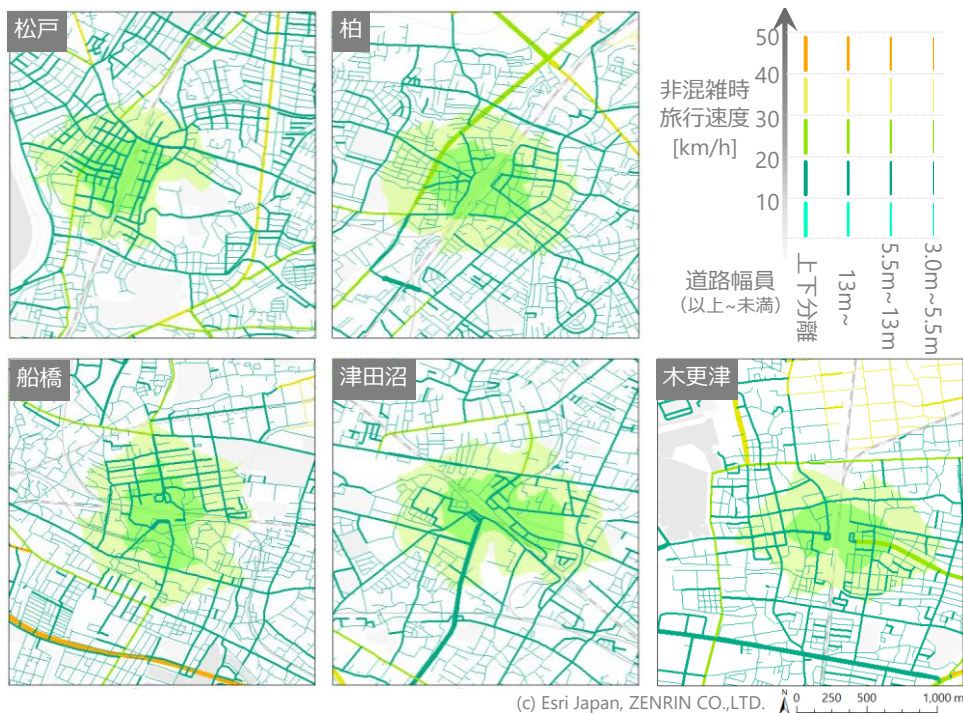 松戸
柏
50
40
非混雑時
30
旅行速度
[km/h]
20
10
道路幅員
(以上~未満)
上下分離
13m~
5.5m~13m
3.0m~5.5m
船橋
津田沼
木更津
(c) Esri Japan, ZENRIN CO.,LTD.
N
0 250 500 1,000 m